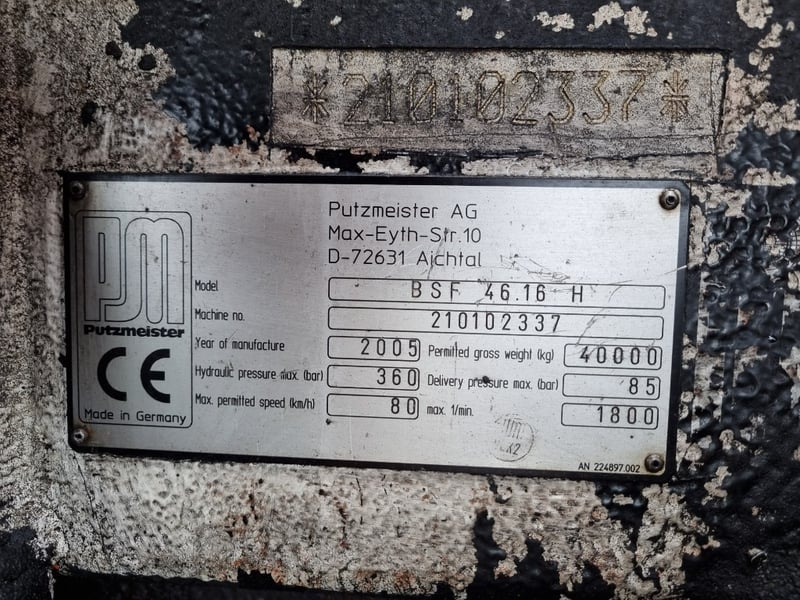 *210102337*
Putzmeister AG
Max-Eyth-Str.10
D-72631 Aichtal
PM
Putzmeister
CE
Made in Germany
Model BSF 46.16 H
Machine no. 210102337
Year of manufacture 2005 Permitted gross weight (kg) 40000
Hydraulic pressure max. (bar) 360 Delivery pressure max. (bar) 85
Max. permitted speed (km/h) 80 max. 1/min. 1800
PM
AN 224897.002